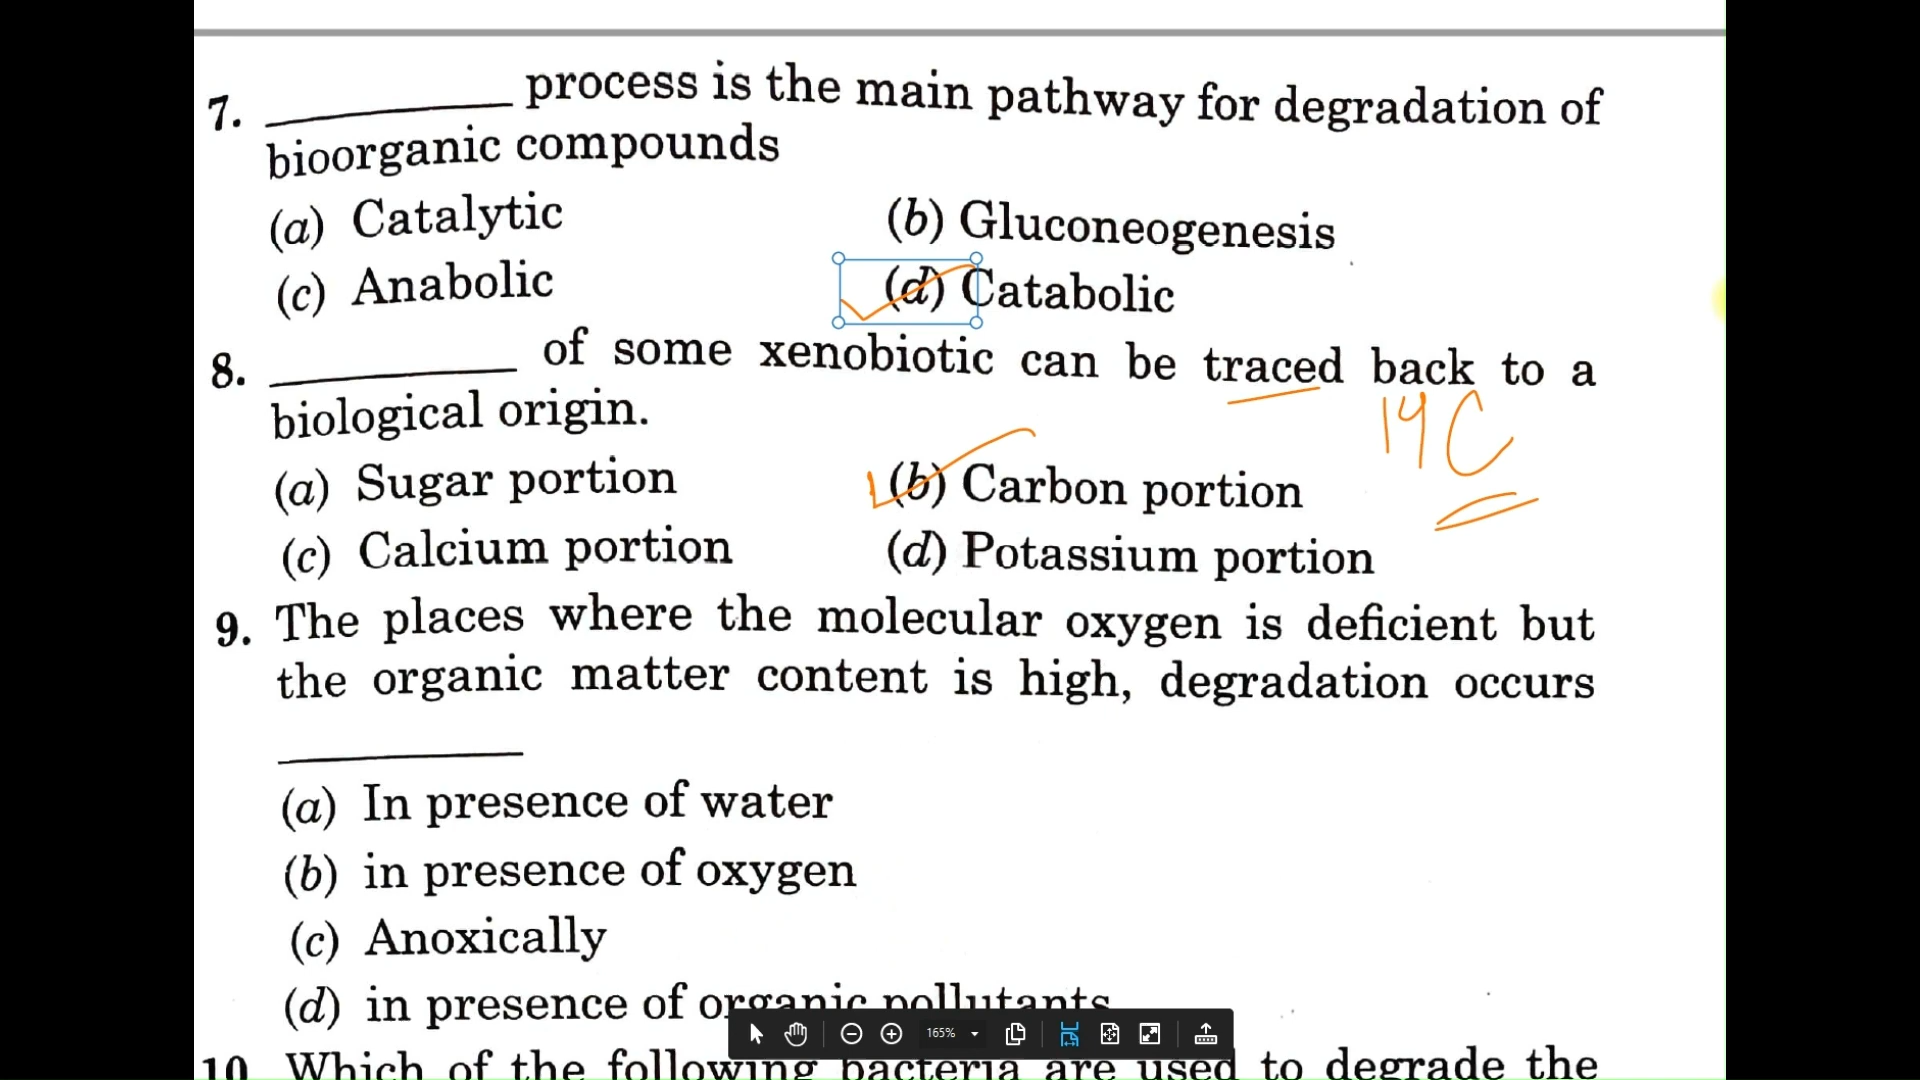 7. __________ process is the main pathway for degradation of
bioorganic compounds
(a) Catalytic (b) Gluconeogenesis
(c) Anabolic (d) Catabolic
8. __________ of some xenobiotic can be traced back to a
biological origin.
14C
(a) Sugar portion (b) Carbon portion
(c) Calcium portion (d) Potassium portion
9. The places where the molecular oxygen is deficient but
the organic matter content is high, degradation occurs
__________
(a) In presence of water
(b) in presence of oxygen
(c) Anoxically
(d) in presence of organic pollutants
165%
10 Which of the following bacteria are used to degrade the